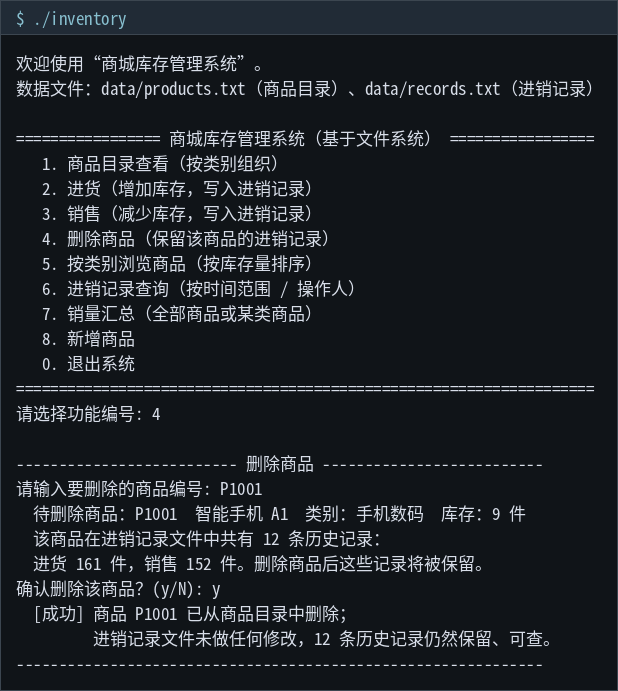 $ ./inventory
欢迎使用“商城库存管理系统”。
数据文件：data/products.txt（商品目录）、data/records.txt（进销记录）
================= 商城库存管理系统（基于文件系统） =================
1. 商品目录查看（按类别组织）
2. 进货（增加库存，写入进销记录）
3. 销售（减少库存，写入进销记录）
4. 删除商品（保留该商品的进销记录）
5. 按类别浏览商品（按库存量排序）
6. 进销记录查询（按时间范围 / 操作人）
7. 销量汇总（全部商品或某类商品）
8. 新增商品
0. 退出系统
====================================================================
请选择功能编号: 4
-------------------------- 删除商品 --------------------------
请输入要删除的商品编号: P1001
待删除商品：P1001  智能手机 A1  类别：手机数码  库存：9 件
该商品在进销记录文件中共有 12 条历史记录：
进货 161 件，销售 152 件。删除商品后这些记录将被保留。
确认删除该商品？(y/N): y
[成功] 商品 P1001 已从商品目录中删除；
进销记录文件未做任何修改，12 条历史记录仍然保留、可查。
--------------------------------------------------------------